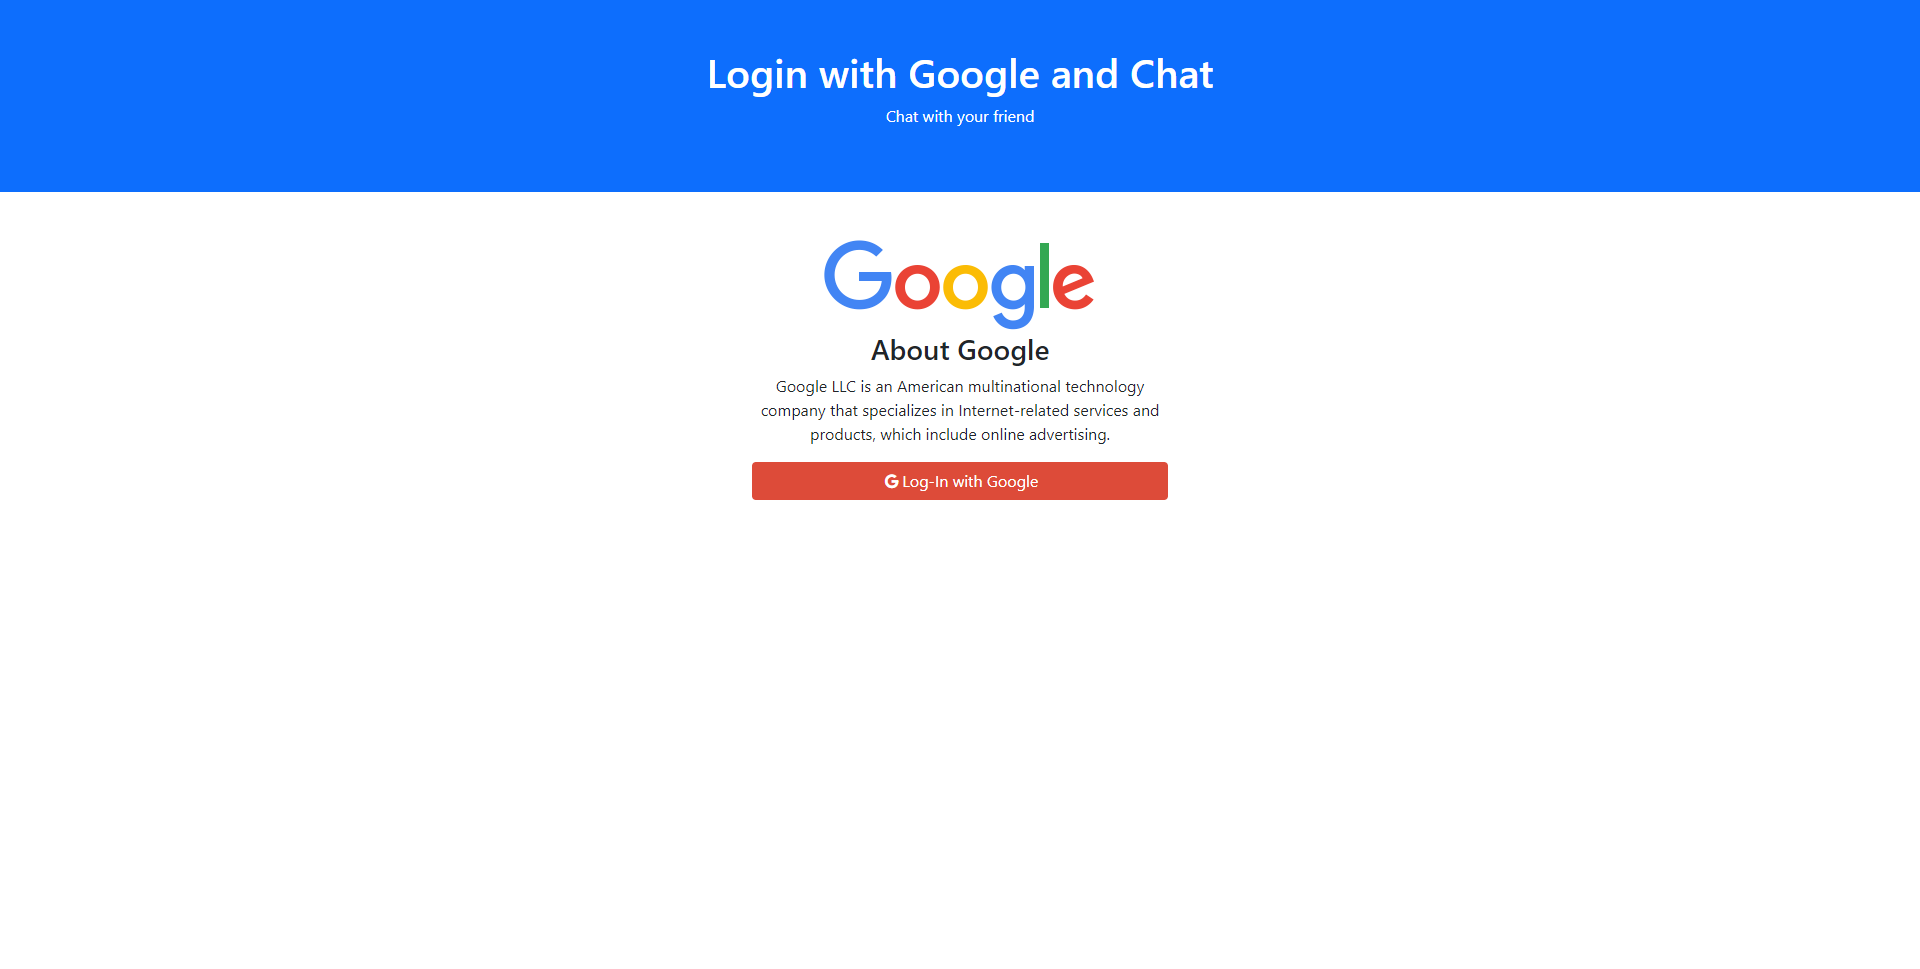 Login with Google and Chat
Chat with your friend
Google
About Google
Google LLC is an American multinational technology
company that specializes in Internet-related services and
products, which include online advertising.
G Log-In with Google